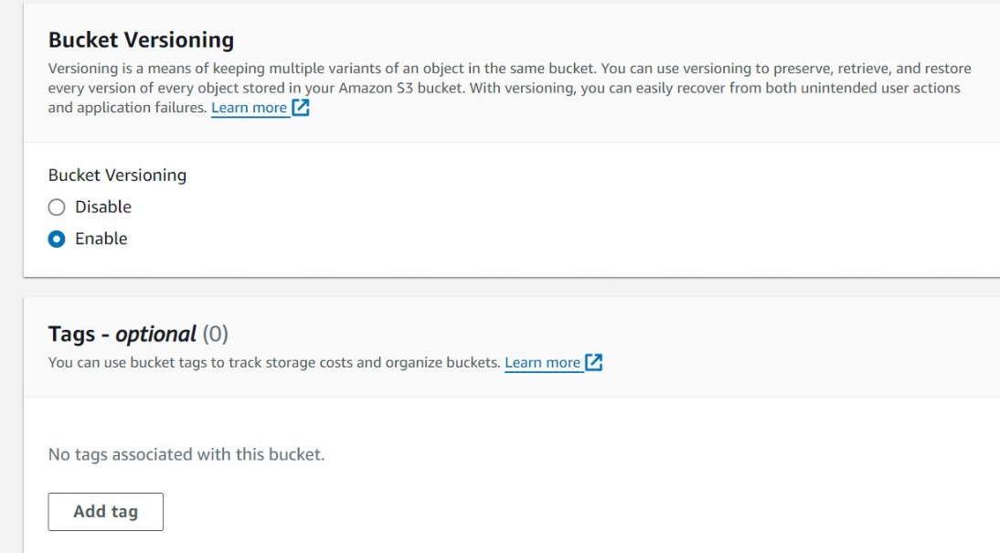 Bucket Versioning
Versioning is a means of keeping multiple variants of an object in the same bucket. You can use versioning to preserve, retrieve, and restore
every version of every object stored in your Amazon S3 bucket. With versioning, you can easily recover from both unintended user actions
and application failures. Learn more
Bucket Versioning
Disable
Enable
Tags - optional (0)
You can use bucket tags to track storage costs and organize buckets. Learn more
No tags associated with this bucket.
Add tag